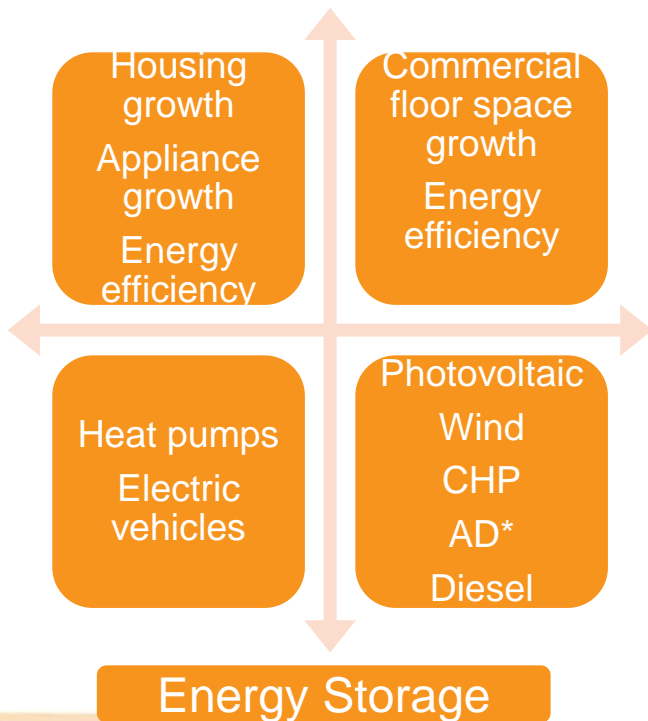 Housing
growth
Appliance
growth
Energy
efficiency
Commercial
floor space
growth
Energy
efficiency
Heat pumps
Electric
vehicles
Photovoltaic
Wind
CHP
AD*
Diesel
Energy Storage